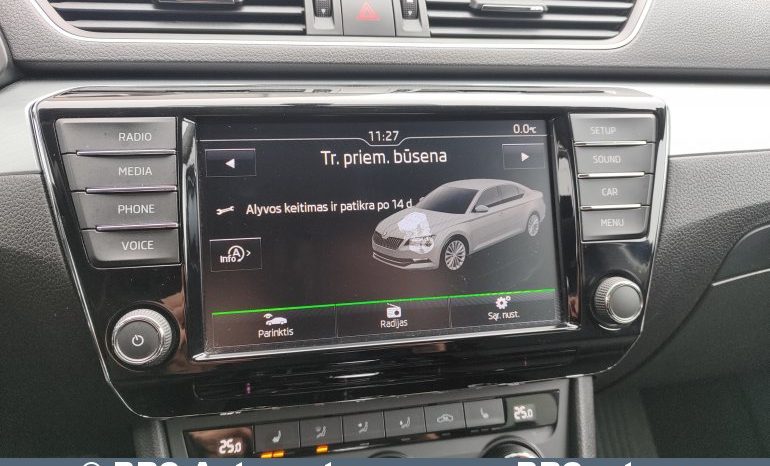 11:27 0.0°C
Tr. priem. būsena
Alyvos keitimas ir patikra po 14 d
Info
Parinktis Radijas Sąr. nust.
RADIO
MEDIA
PHONE
VOICE
SETUP
SOUND
CAR
MENU
25.0 25.0